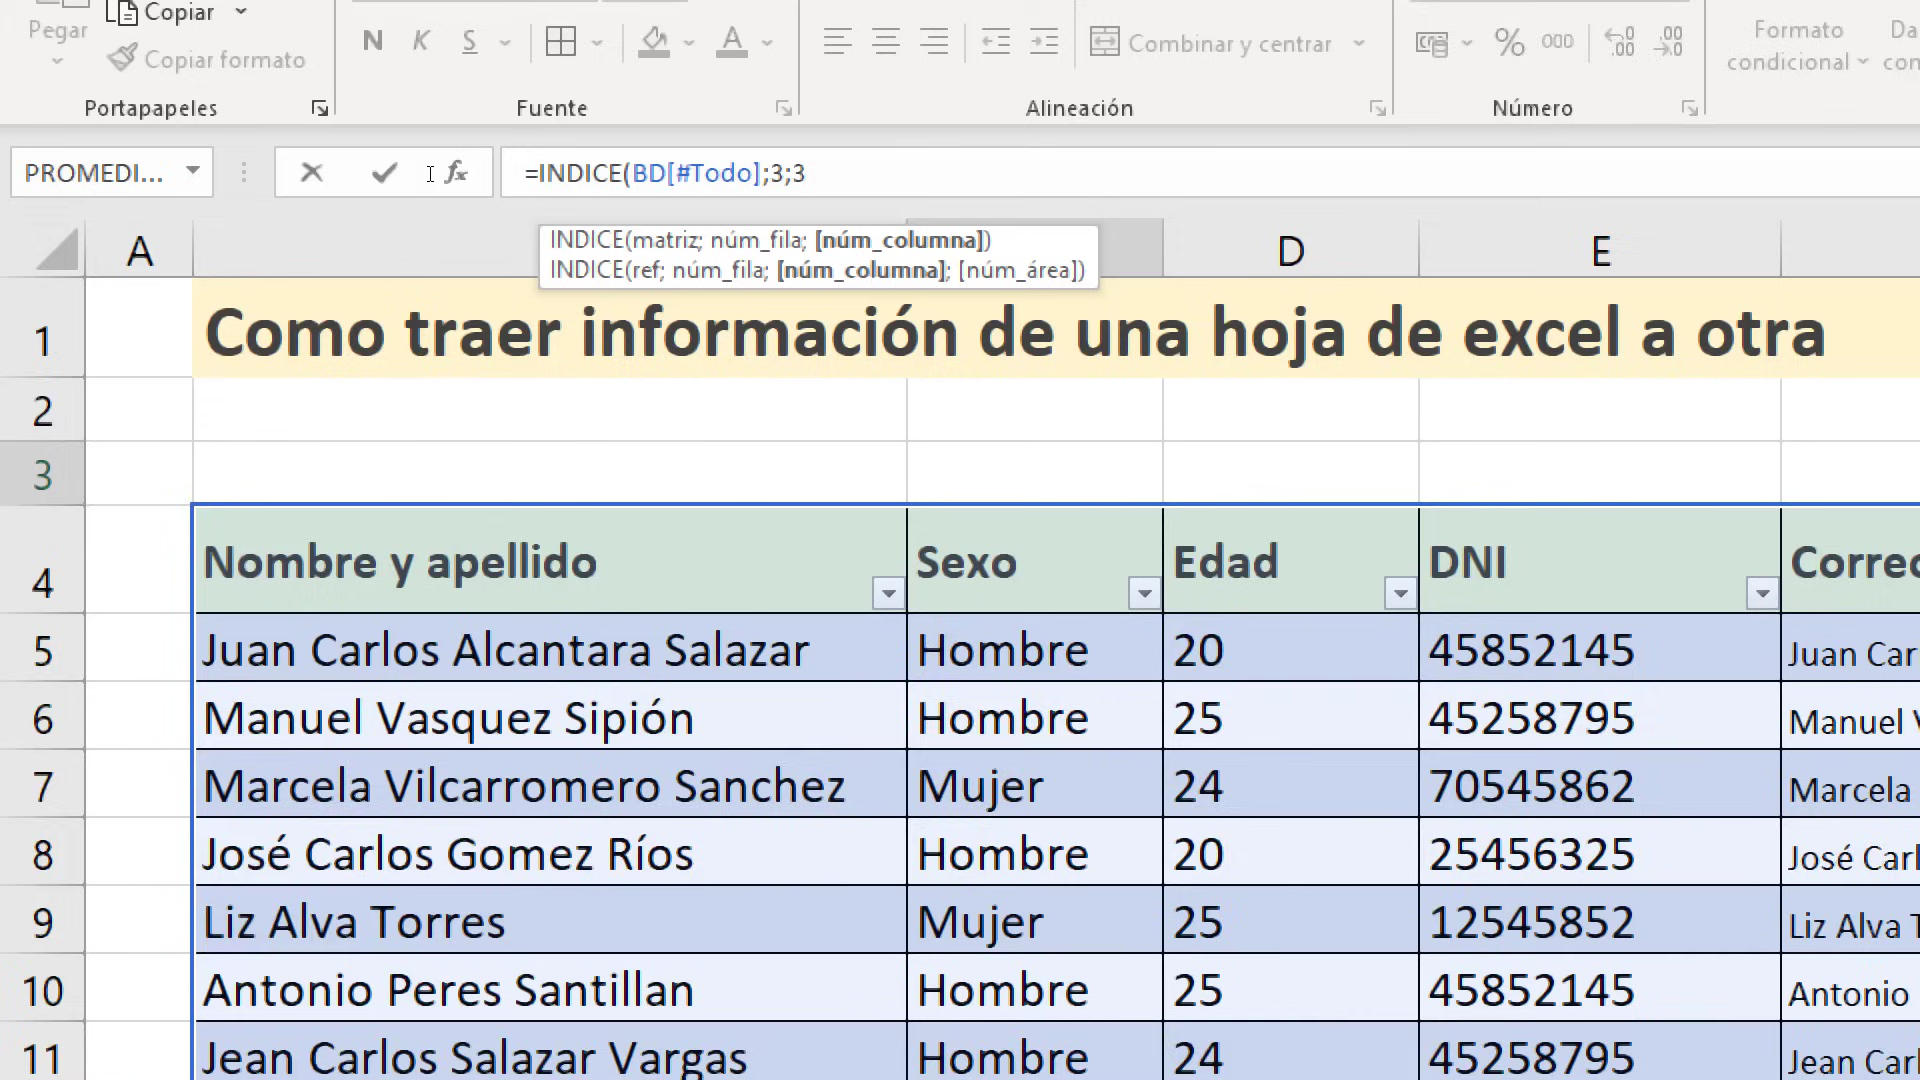 Copiar
Pegar
Copiar formato
Portapapeles
N K S A
Fuente
Combinar y centrar
Alineación
% 000
Número
Formato
condicional
PROMEDI...
fx
=INDICE(BD[#Todo];3;3
INDICE(matriz; núm_fila; [núm_columna])
INDICE(ref; núm_fila; [núm_columna]; [núm_área])
A D E
1 Como traer información de una hoja de excel a otra
2
3
4 Nombre y apellido Sexo Edad DNI Correo
5 Juan Carlos Alcantara Salazar Hombre 20 45852145 Juan Car
6 Manuel Vasquez Sipión Hombre 25 45258795 Manuel V
7 Marcela Vilcarromero Sanchez Mujer 24 70545862 Marcela
8 José Carlos Gomez Ríos Hombre 20 25456325 José Carl
9 Liz Alva Torres Mujer 25 12545852 Liz Alva T
10 Antonio Peres Santillan Hombre 25 45852145 Antonio
11 Jean Carlos Salazar Vargas Hombre 24 45258795 Jean Carl